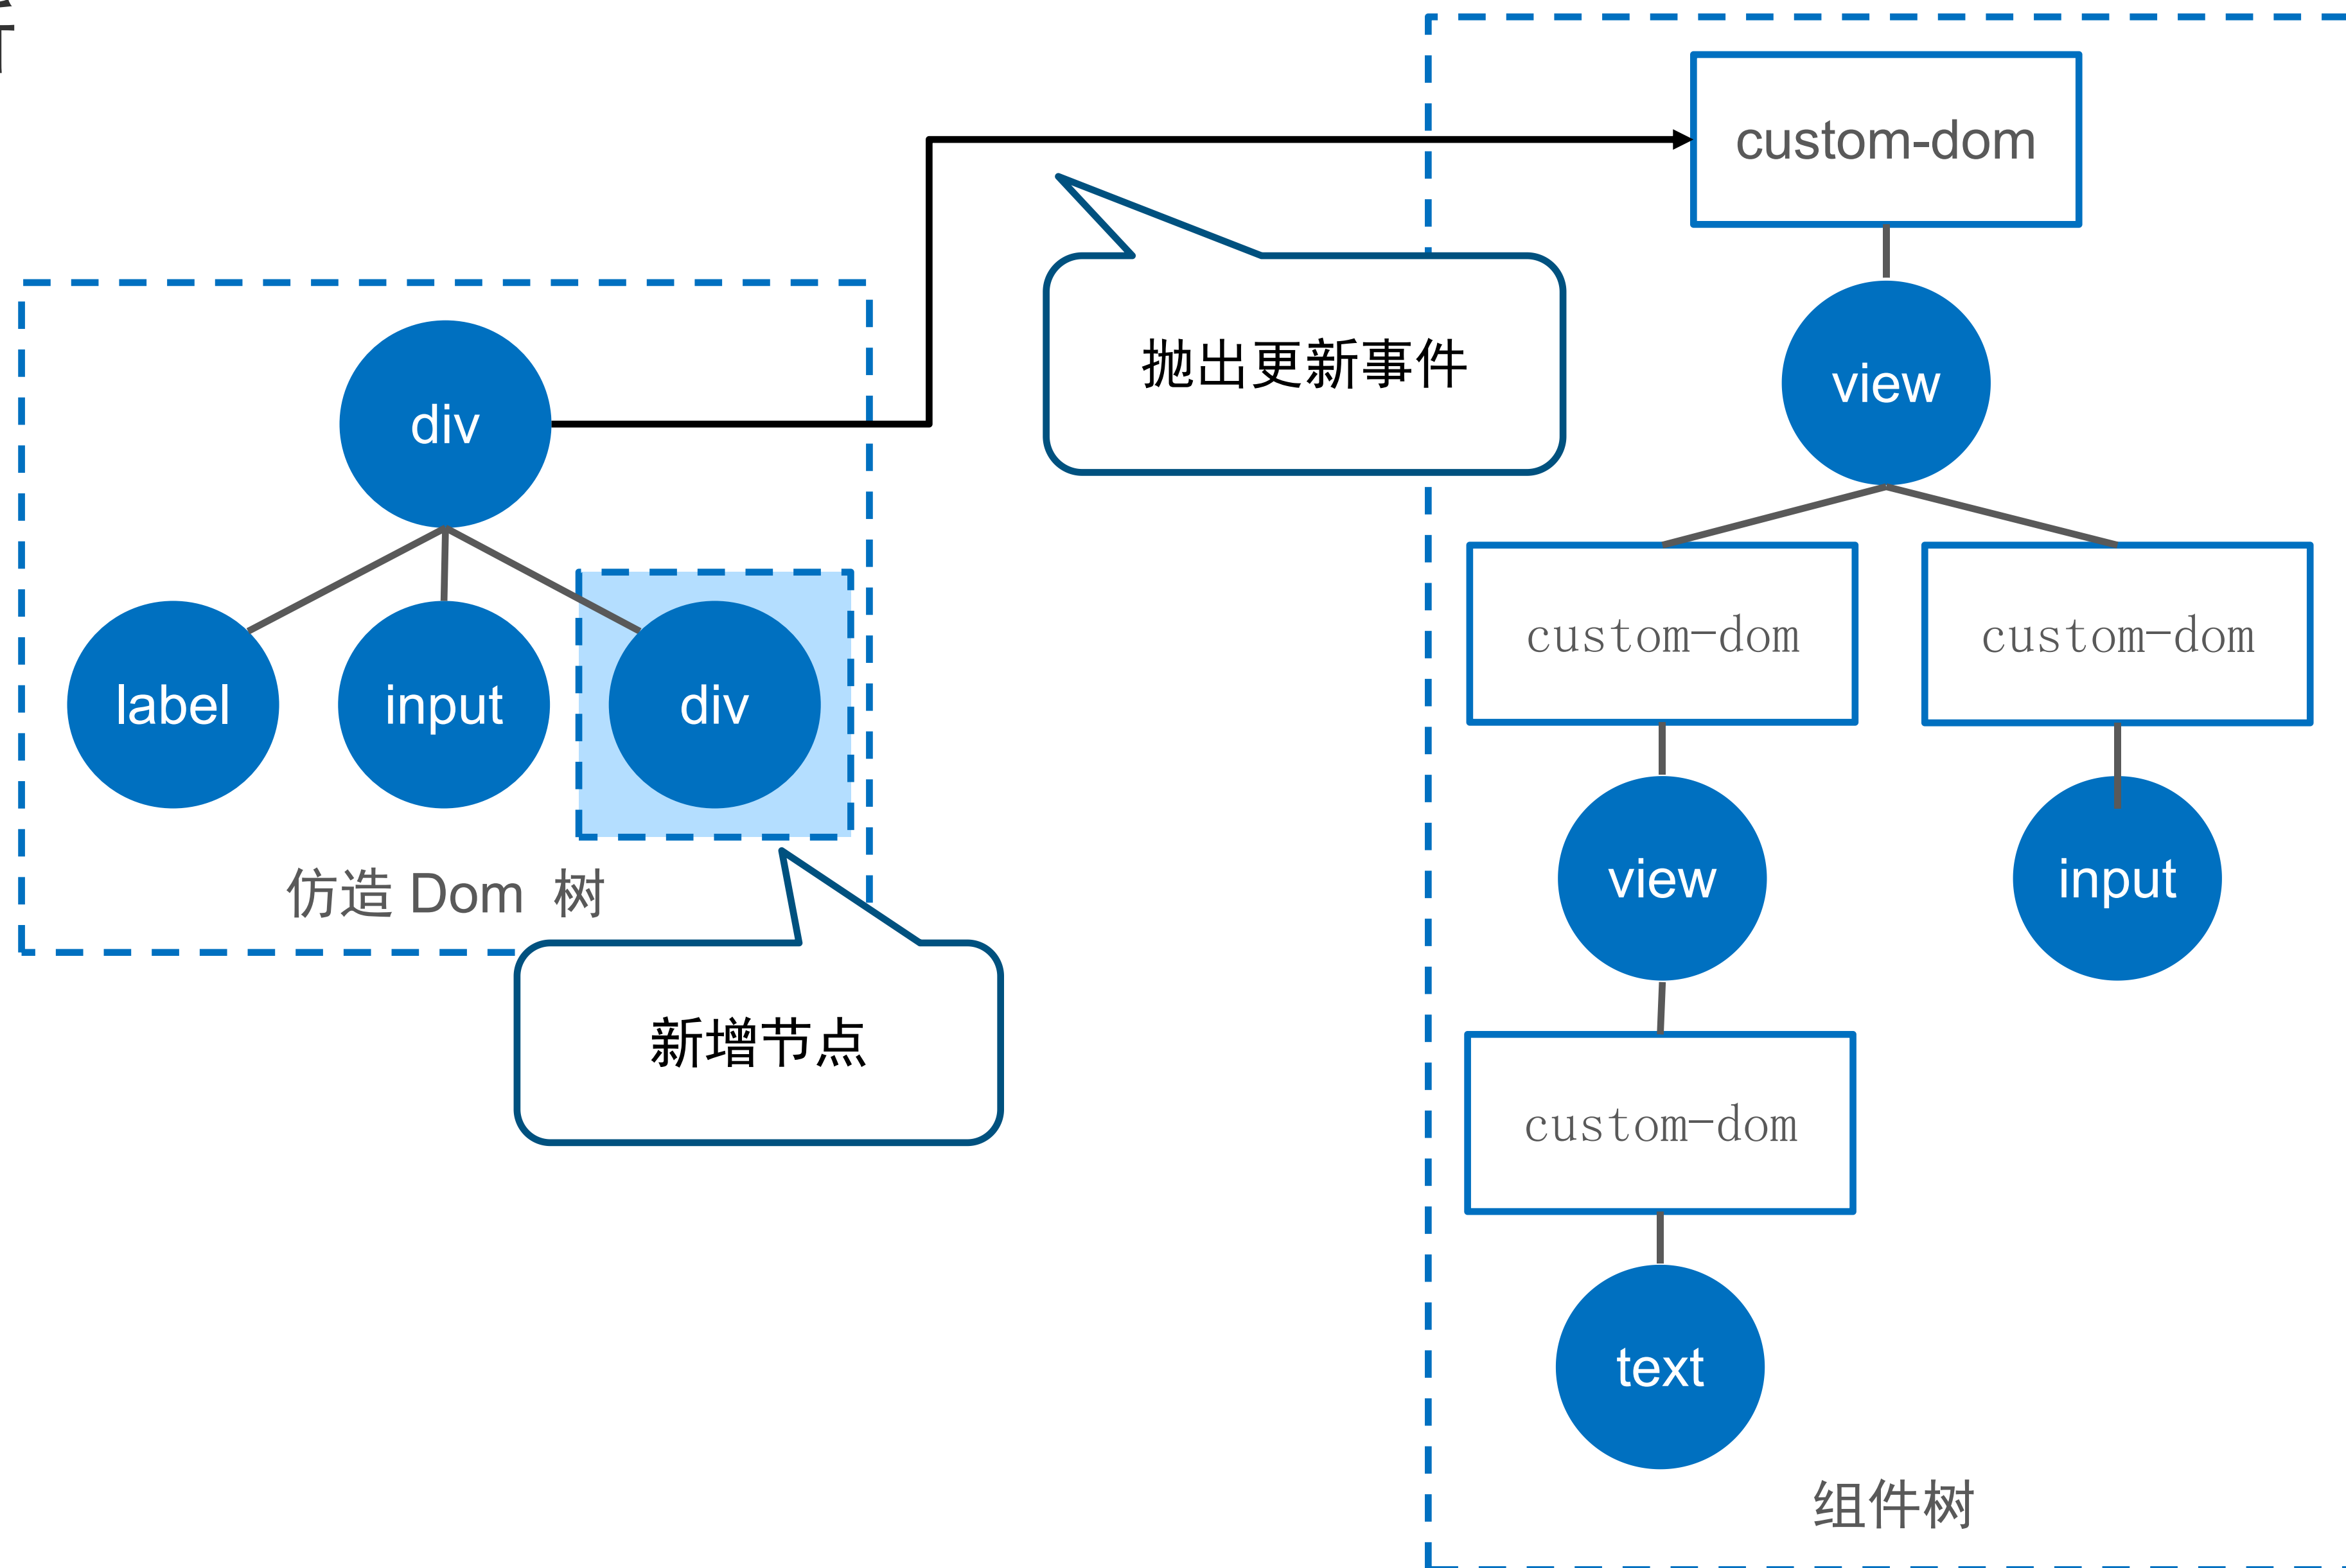 custom-dom
抛出更新事件
view
div
custom-dom
custom-dom
label
input
div
view
input
仿造 Dom 树
新增节点
custom-dom
text
组件树